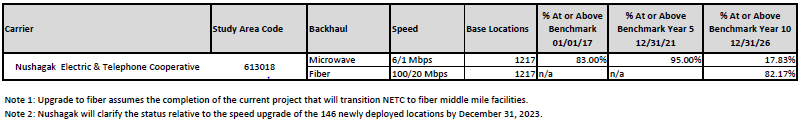 Carrier Study Area Code Backhaul Speed Base Locations % At or Above Benchmark 01/01/17 % At or Above Benchmark Year 5 12/31/21 % At or Above Benchmark Year 10 12/31/26
Nushagak Electric & Telephone Cooperative 613018 Microwave 6/1 Mbps 1217 83.00% 95.00% 17.83%
Fiber 100/20 Mbps 1217 n/a n/a 82.17%
Note 1: Upgrade to fiber assumes the completion of the current project that will transition NETC to fiber middle mile facilities.
Note 2: Nushagak will clarify the status relative to the speed upgrade of the 146 newly deployed locations by December 31, 2023.